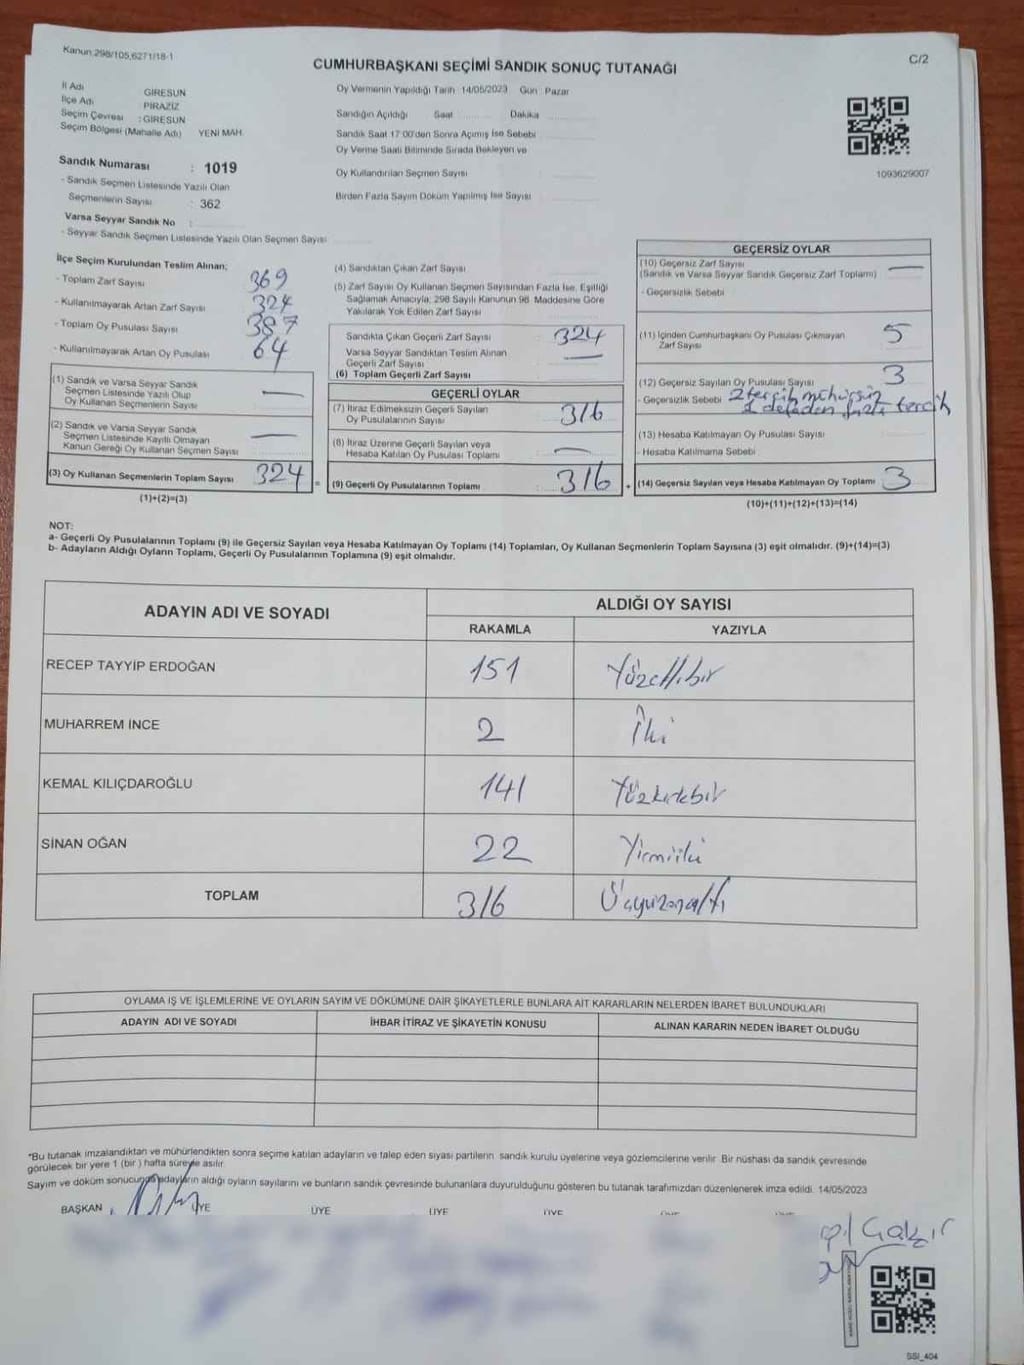 Kanun 298/105,6271/18-1
C/2
CUMHURBAŞKANI SEÇİMİ SANDIK SONUÇ TUTANAĞI
İl Adı GİRESUN
İlçe Adı PİRAZİZ
Seçim Çevresi : GİRESUN
Seçim Bölgesi (Mahalle Adı) YENİ MAH.
Oy Vermenin Yapıldığı Tarih : 14/05/2023 Gün : Pazar
Sandığın Açıldığı Saat Dakika
Sandık Saat 17:00'den Sonra Açımış İse Sebebi
Oy Verme Saati Bitiminde Sırada Bekleyen ve
Oy Kullandırılan Seçmen Sayısı
Birden Fazla Sayım Döküm Yapılmış İse Sayısı
1093629007
Sandık Numarası : 1019
- Sandık Seçmen Listesinde Yazılı Olan
Seçmenlerin Sayısı : 362
Varsa Seyyar Sandık No :
- Seyyar Sandık Seçmen Listesinde Yazılı Olan Seçmen Sayısı
İlçe Seçim Kurulundan Teslim Alınan;
- Toplam Zarf Sayısı 369
- Kullanılmayarak Artan Zarf Sayısı 324
- Toplam Oy Pusulası Sayısı 387
- Kullanılmayarak Artan Oy Pusulası 64
(1) Sandık ve Varsa Seyyar Sandık
Seçmen Listesinde Yazılı Olup
Oy Kullanan Seçmenlerin Sayısı —
(2) Sandık ve Varsa Seyyar Sandık
Seçmen Listesinde Kayıtlı Olmayan
Kanun Gereği Oy Kullanan Seçmen Sayısı —
(3) Oy Kullanan Seçmenlerin Toplam Sayısı 324
(1)+(2)=(3)
(4) Sandıktan Çıkan Zarf Sayısı
(5) Zarf Sayısı Oy Kullanan Seçmen Sayısından Fazla İse, Eşitliği
Sağlamak Amacıyla, 298 Sayılı Kanunun 98. Maddesine Göre
Yakılarak Yok Edilen Zarf Sayısı
Sandıkta Çıkan Geçerli Zarf Sayısı 324
Varsa Seyyar Sandıktan Teslim Alınan
Geçerli Zarf Sayısı —
(6) Toplam Geçerli Zarf Sayısı
GEÇERLİ OYLAR
(7) İtiraz Edilmeksizin Geçerli Sayılan
Oy Pusulalarının Sayısı 316
(8) İtiraz Üzerine Geçerli Sayılan veya
Hesaba Katılan Oy Pusulası Toplamı —
= (9) Geçerli Oy Pusulalarının Toplamı 316 +
GEÇERSİZ OYLAR
(10) Geçersiz Zarf Sayısı
(Sandık ve Varsa Seyyar Sandık Geçersiz Zarf Toplamı) —
- Geçersizlik Sebebi
(11) İçinden Cumhurbaşkanı Oy Pusulası Çıkmayan
Zarf Sayısı 5
(12) Geçersiz Sayılan Oy Pusulası Sayısı 3
- Geçersizlik Sebebi 2 tercih mühürsüz
1 defadan fazla tercih
(13) Hesaba Katılmayan Oy Pusulası Sayısı
- Hesaba Katılmama Sebebi
(14) Geçersiz Sayılan veya Hesaba Katılmayan Oy Toplamı 3
(10)+(11)+(12)+(13)=(14)
NOT:
a- Geçerli Oy Pusulalarının Toplamı (9) ile Geçersiz Sayılan veya Hesaba Katılmayan Oy Toplamı (14) Toplamları, Oy Kullanan Seçmenlerin Toplam Sayısına (3) eşit olmalıdır. (9)+(14)=(3)
b- Adayların Aldığı Oyların Toplamı, Geçerli Oy Pusulalarının Toplamına (9) eşit olmalıdır.
ADAYIN ADI VE SOYADI
ALDIĞI OY SAYISI
RAKAMLA YAZIYLA
RECEP TAYYİP ERDOĞAN 151 Yüzellibir
MUHARREM İNCE 2 İki
KEMAL KILIÇDAROĞLU 141 Yüzkırkbir
SİNAN OĞAN 22 Yirmiiki
TOPLAM 316 Üçyüzonaltı
OYLAMA İŞ VE İŞLEMLERİNE VE OYLARIN SAYIM VE DÖKÜMÜNE DAİR ŞİKAYETLERLE BUNLARA AİT KARARLARIN NELERDEN İBARET BULUNDUKLARI
ADAYIN ADI VE SOYADI İHBAR İTİRAZ VE ŞİKAYETİN KONUSU ALINAN KARARIN NEDEN İBARET OLDUĞU
*Bu tutanak imzalandıktan ve mühürlendikten sonra seçime katılan adayların ve talep eden siyasi partilerin sandık kurulu üyelerine veya gözlemcilerine verilir. Bir nüshası da sandık çevresinde
görülecek bir yere 1 (bir ) hafta süreyle asılır.
Sayım ve döküm sonucunda adayların aldığı oyların sayılarını ve bunların sandık çevresinde bulunanlara duyurulduğunu gösteren bu tutanak tarafımızdan düzenlenerek imza edildi. 14/05/2023
BAŞKAN ÜYE ÜYE ÜYE ÜYE
SSI_404